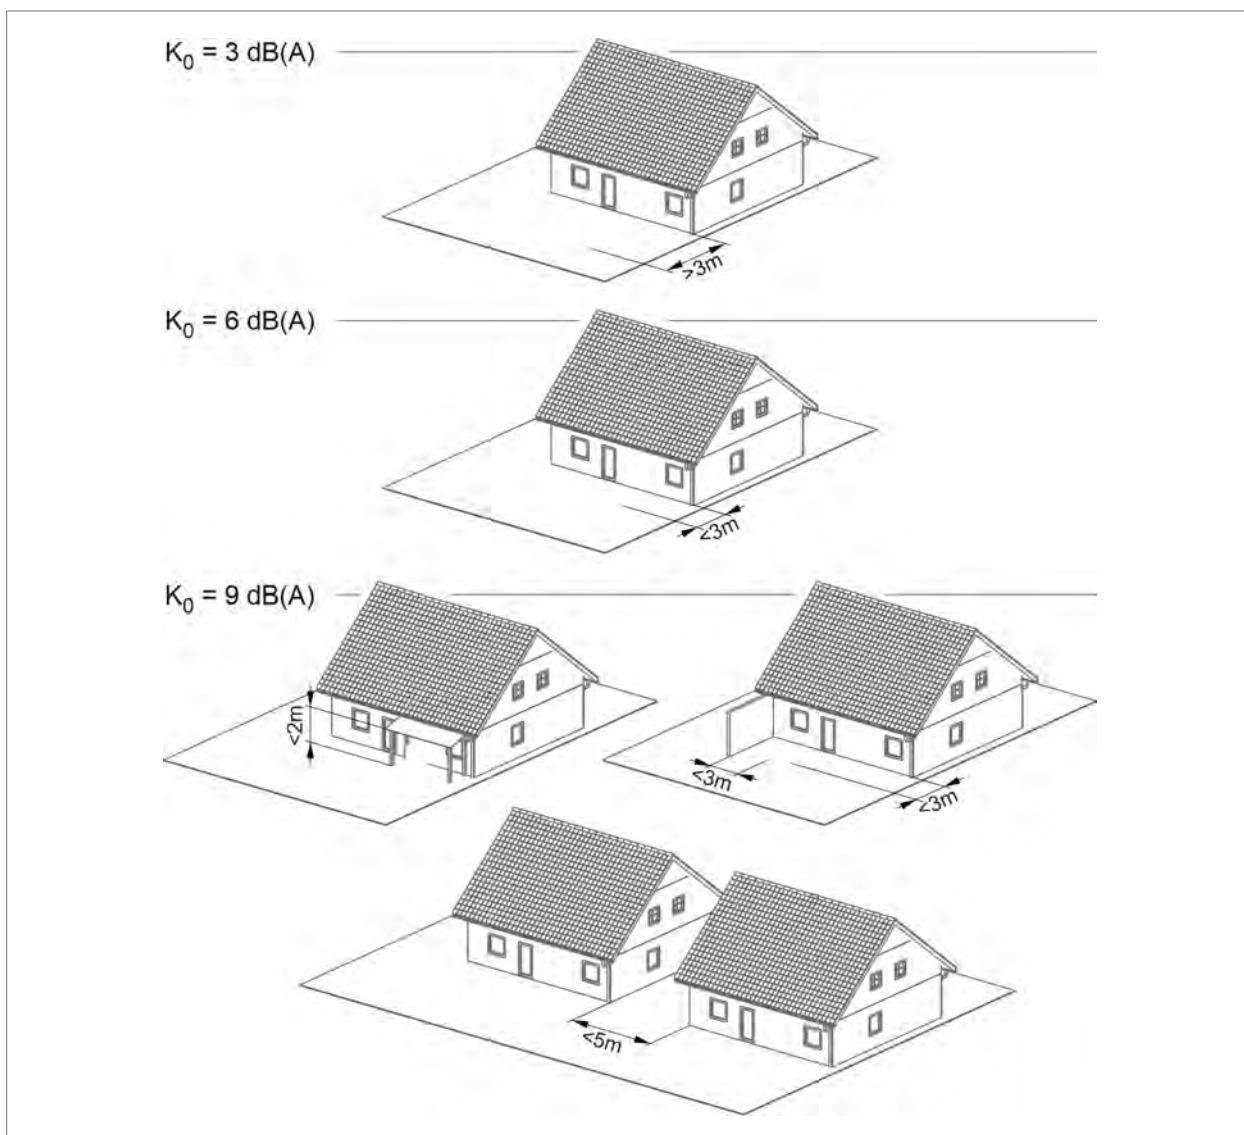 K₀ = 3 dB(A)
>3m
K₀ = 6 dB(A)
<3m
K₀ = 9 dB(A)
<2m
<3m
<3m
<5m